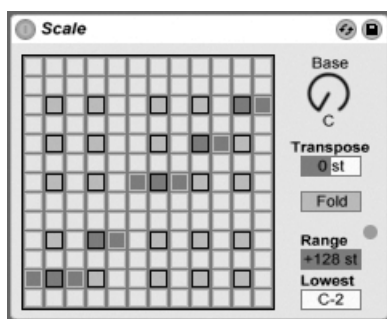 Scale
Base
C
Transpose
0 st
Fold
Range
+128 st
Lowest
C-2